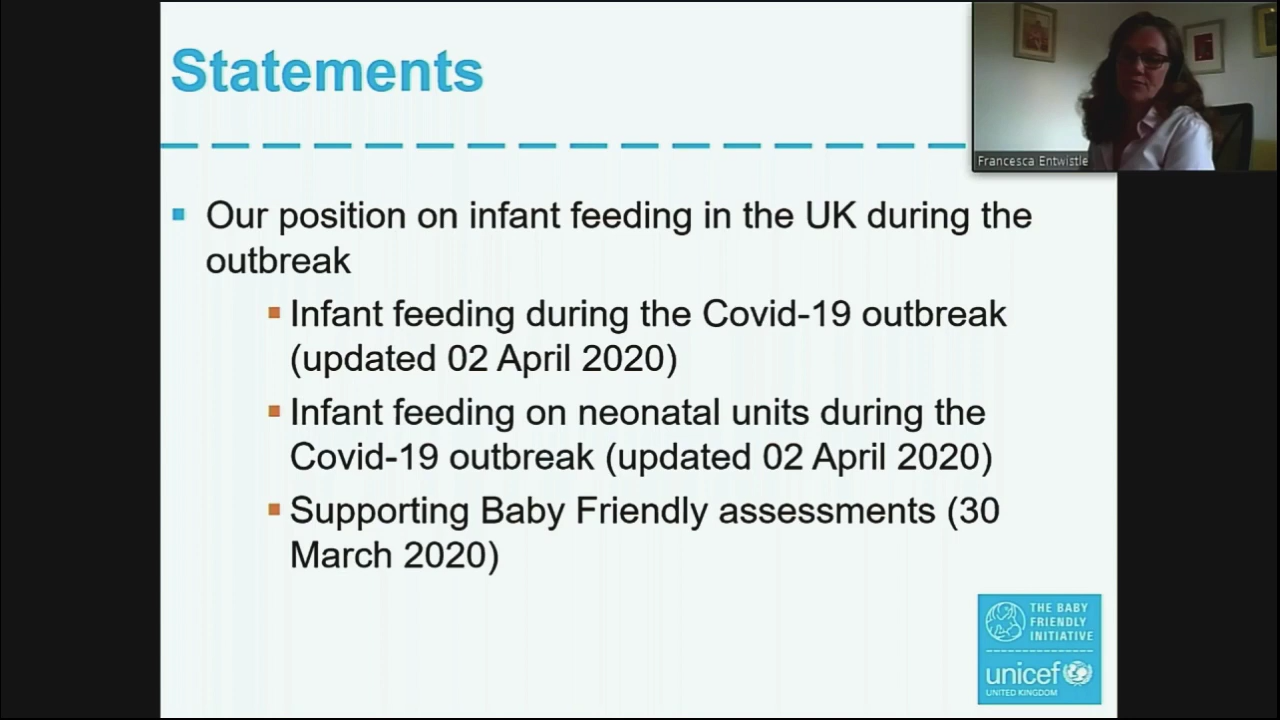 Statements
Francesca Entwistle
Our position on infant feeding in the UK during the
outbreak
Infant feeding during the Covid-19 outbreak
(updated 02 April 2020)
Infant feeding on neonatal units during the
Covid-19 outbreak (updated 02 April 2020)
Supporting Baby Friendly assessments (30
March 2020)
THE BABY
FRIENDLY
INITIATIVE
unicef
UNITED KINGDOM